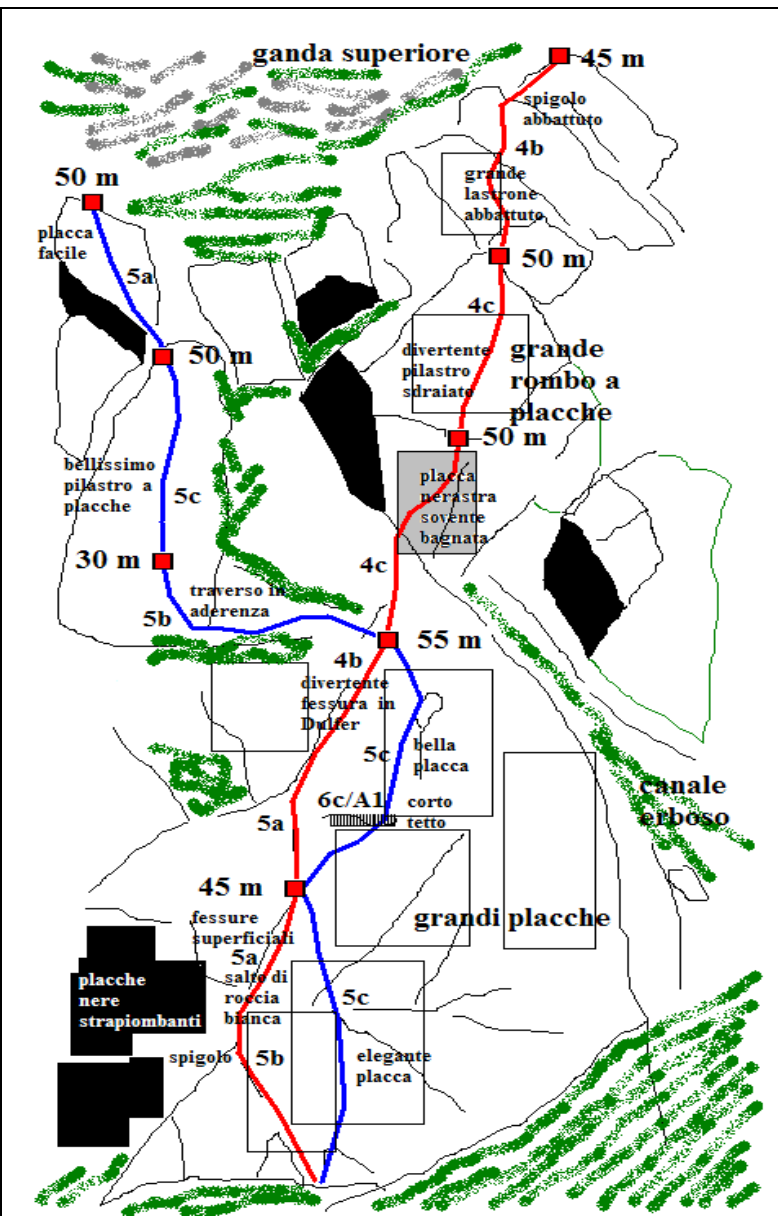 ganda superiore
45 m
spigolo
abbattuto
4b
grande
lastrone
abbattuto
50 m
placca
facile
5a
50 m
4c
divertente
pilastro
sdraiato
grande
rombo a
placche
50 m
50 m
bellissimo
pilastro a
placche
5c
placca
nerastra
sovente
bagnata
30 m
4c
traverso in
aderenza
5b
55 m
4b
divertente
fessura in
Dulfer
5c
bella
placca
6c/A1
corto
tetto
canale
erboso
5a
45 m
fessure
superficiali
grandi placche
5a
salto di
roccia
bianca
5c
placche
nere
strapiombanti
spigolo
5b
elegante
placca